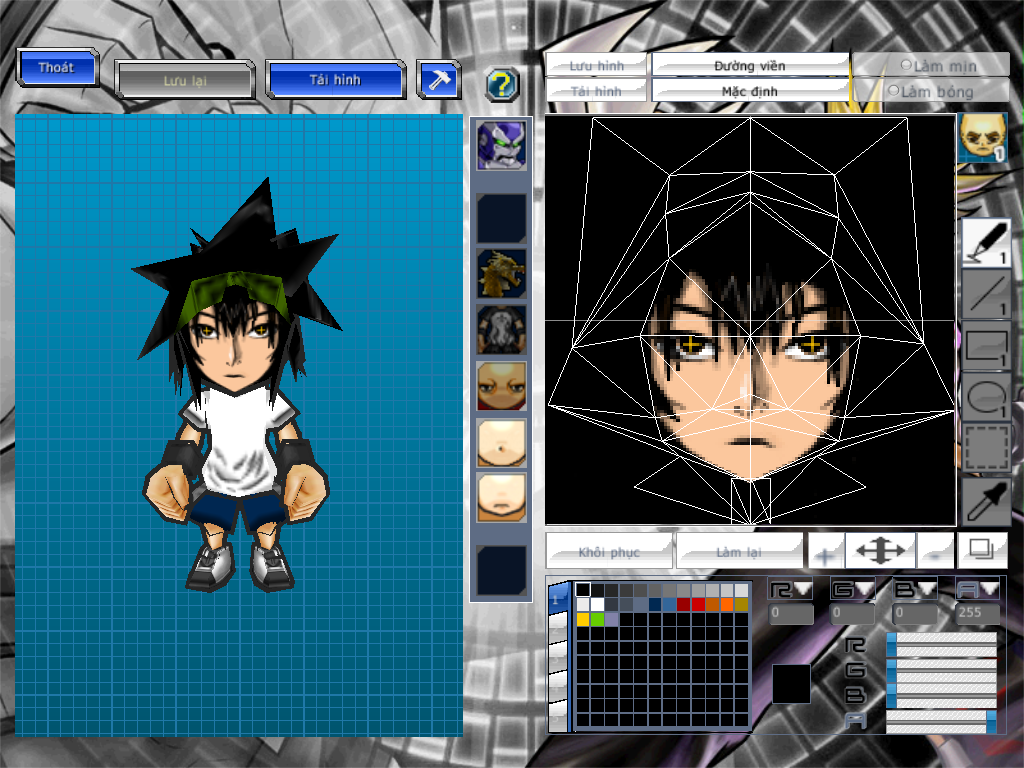 Thoát
Lưu lại
Tải hình
?
Lưu hình
Đường viền
Làm mịn
Tải hình
Mặc định
Làm bóng
1
1
1
1
1
Khôi phục
Làm lại
+
-
1
R
G
B
A
0
0
0
255
R
G
B
A